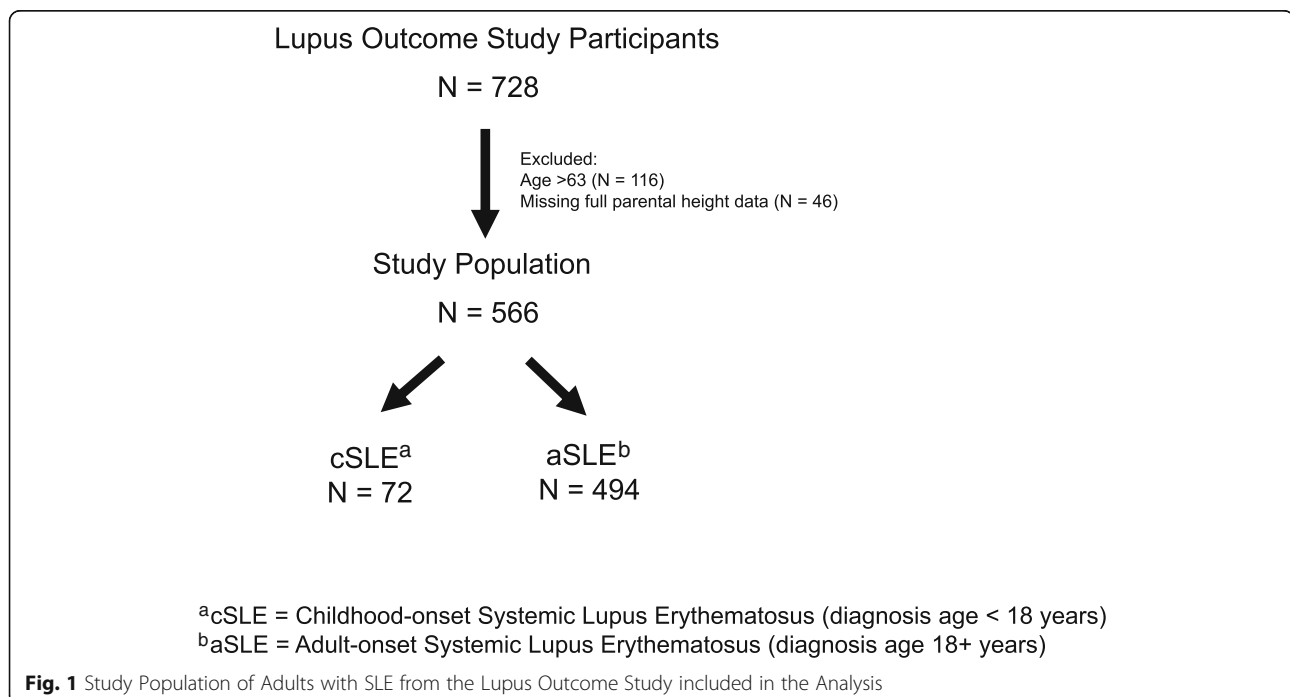 Lupus Outcome Study Participants
N = 728
Excluded:
Age >63 (N = 116)
Missing full parental height data (N = 46)
Study Population
N = 566
cSLEᵃ
N = 72
aSLEᵇ
N = 494
ᵃcSLE = Childhood-onset Systemic Lupus Erythematosus (diagnosis age < 18 years)
ᵇaSLE = Adult-onset Systemic Lupus Erythematosus (diagnosis age 18+ years)
Fig. 1 Study Population of Adults with SLE from the Lupus Outcome Study included in the Analysis